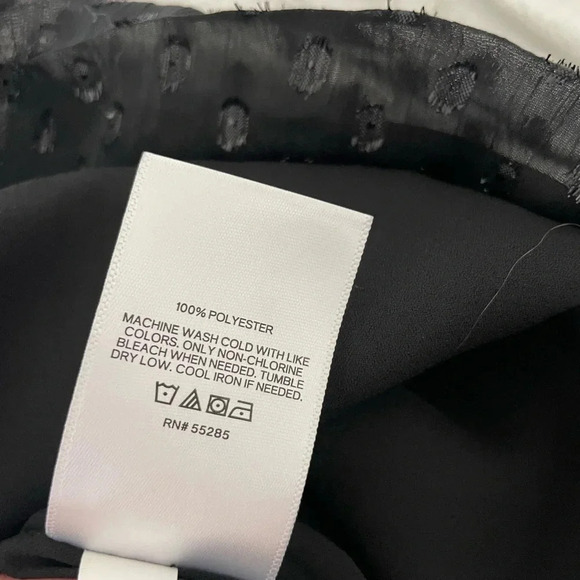 100% POLYESTER
MACHINE WASH COLD WITH LIKE
COLORS. ONLY NON-CHLORINE
BLEACH WHEN NEEDED. TUMBLE
DRY LOW. COOL IRON IF NEEDED.
RN# 55285